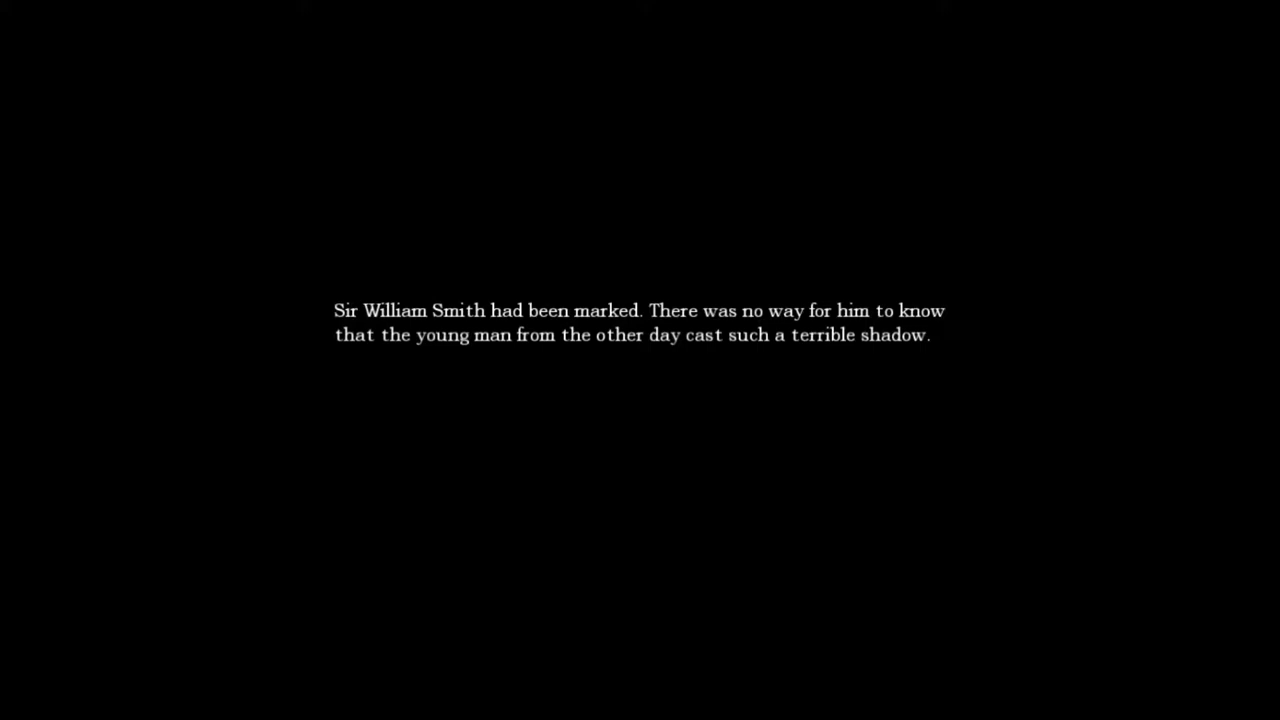 Sir William Smith had been marked. There was no way for him to know
that the young man from the other day cast such a terrible shadow.